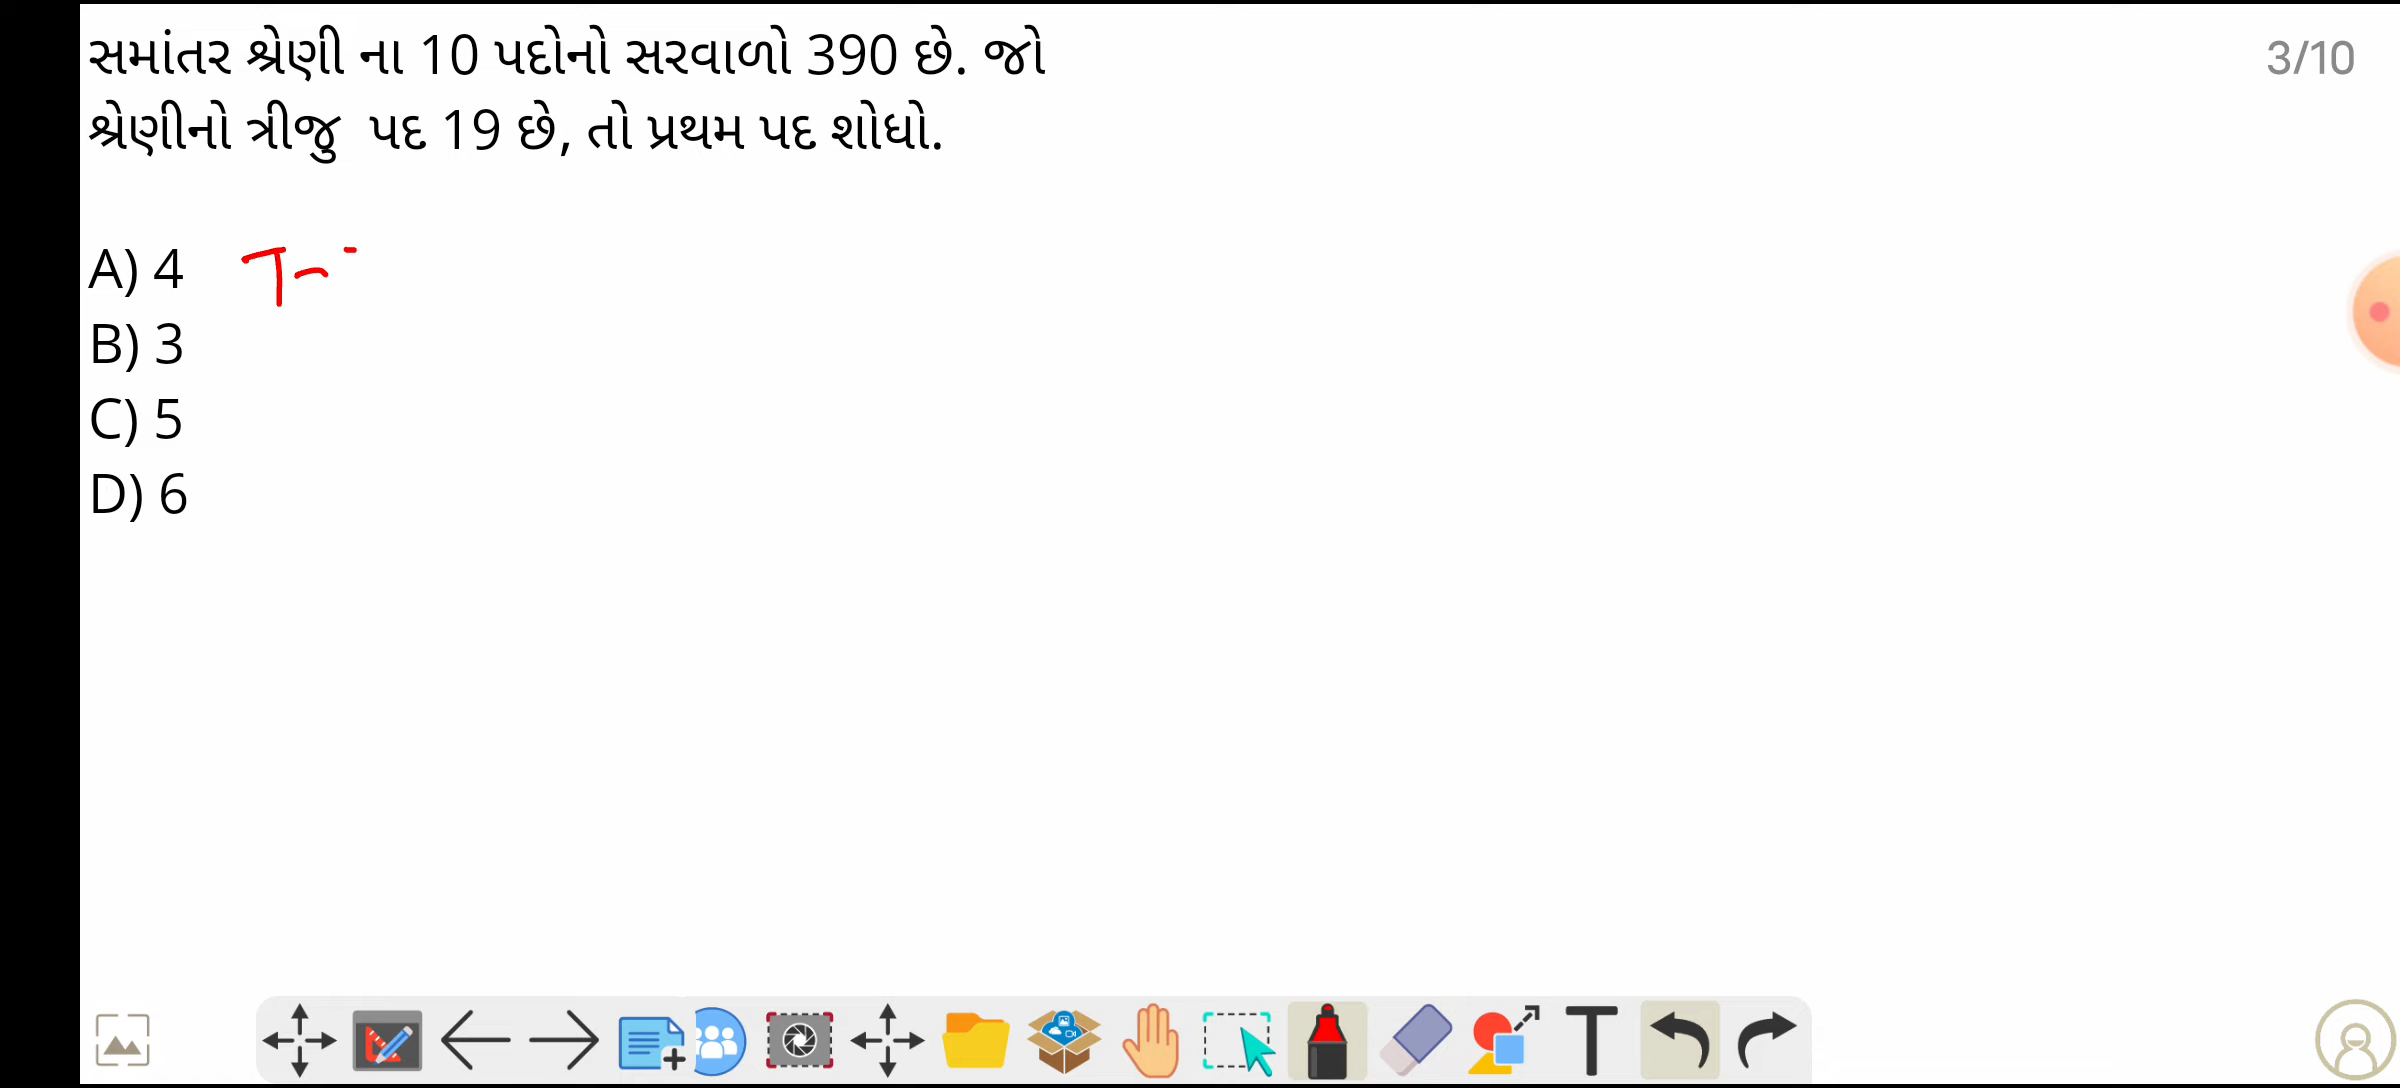 સમાંતર શ્રેણી ના 10 પદોનો સરવાળો 390 છે. જો
3/10
શ્રેણીનો ત્રીજુ પદ 19 છે, તો પ્રથમ પદ શોધો.
A) 4
B) 3
C) 5
D) 6